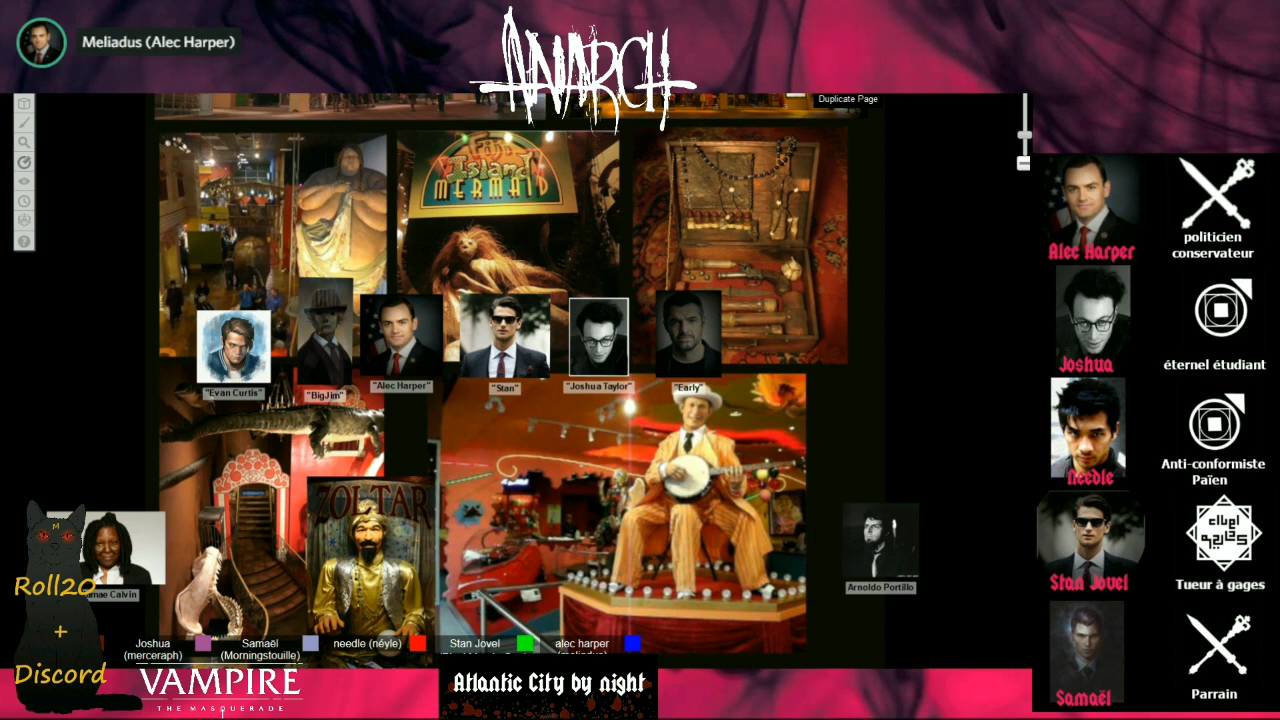 Meliadus (Alec Harper)
ANARCH
Duplicate Page
Fiji
Island
MERMAID
"Evan Curtis"
"BigJim"
"Alec Harper"
"Stan"
"Joshua Taylor"
"Early"
ZOLTAR
Arnoldo Portillo
Calvin
M
Roll20
+
Discord
Joshua
(merceraph)
Samaël
(Morningstouille)
needle (néyle)
Stan Jovel
alec harper
VAMPIRE
THE MASQUERADE
Atlantic City by night
Alec Harper
politicien
conservateur
Joshua
éternel étudiant
Needle
Anti-conformiste
Païen
Stan Jovel
Tueur à gages
Samaël
Parrain